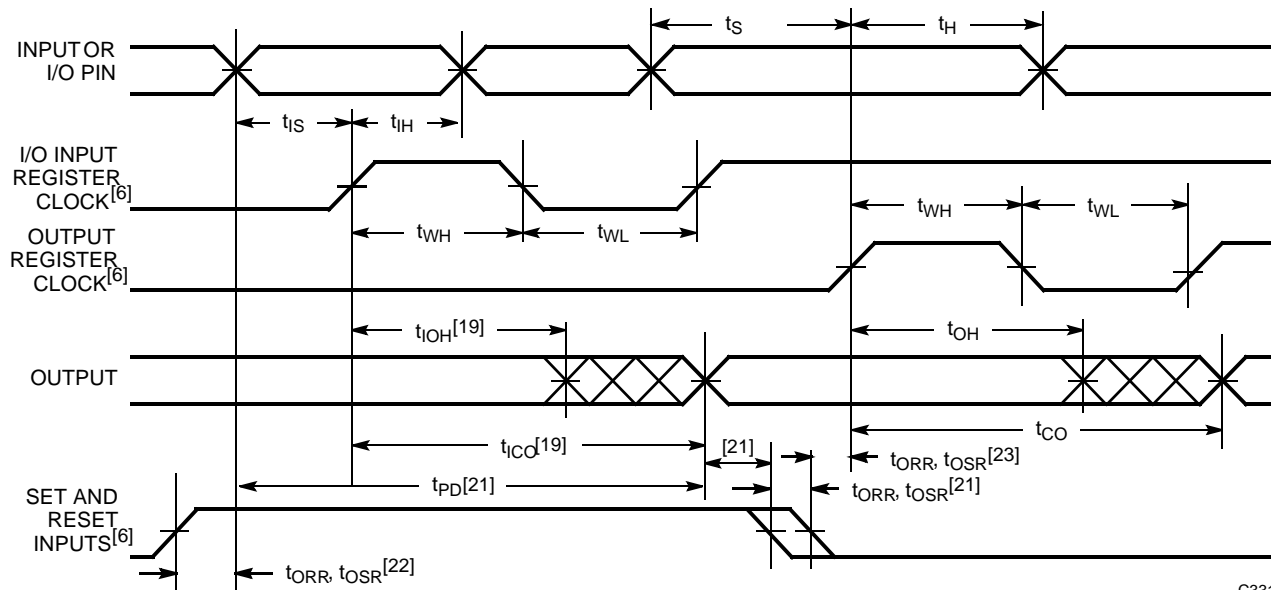 tS
tH
INPUT OR
I/O PIN
tIS
tIH
I/O INPUT
REGISTER
CLOCK[6]
tWH
tWL
tWH
tWL
OUTPUT
REGISTER
CLOCK[6]
tIOH[19]
tOH
OUTPUT
tICO[19]
tCO
[21]
tORR, tOSR[23]
tPD[21]
tORR, tOSR[21]
SET AND
RESET
INPUTS[6]
tORR, tOSR[22]